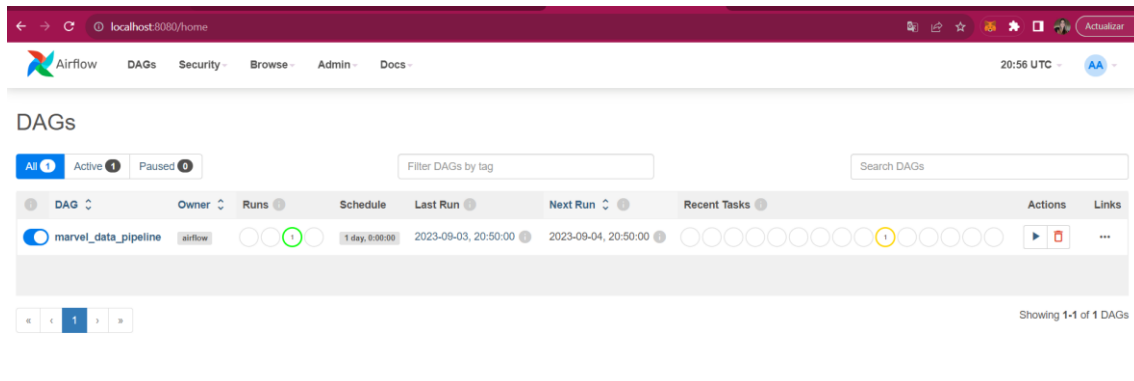 localhost:8080/home
Actualizar
Airflow DAGs Security Browse Admin Docs 20:56 UTC AA
DAGs
All 1 Active 1 Paused 0 Filter DAGs by tag Search DAGs
DAG Owner Runs Schedule Last Run Next Run Recent Tasks Actions Links
marvel_data_pipeline airflow 1 1 day, 0:00:00 2023-09-03, 20:50:00 2023-09-04, 20:50:00 1 ...
« ‹ 1 › » Showing 1-1 of 1 DAGs